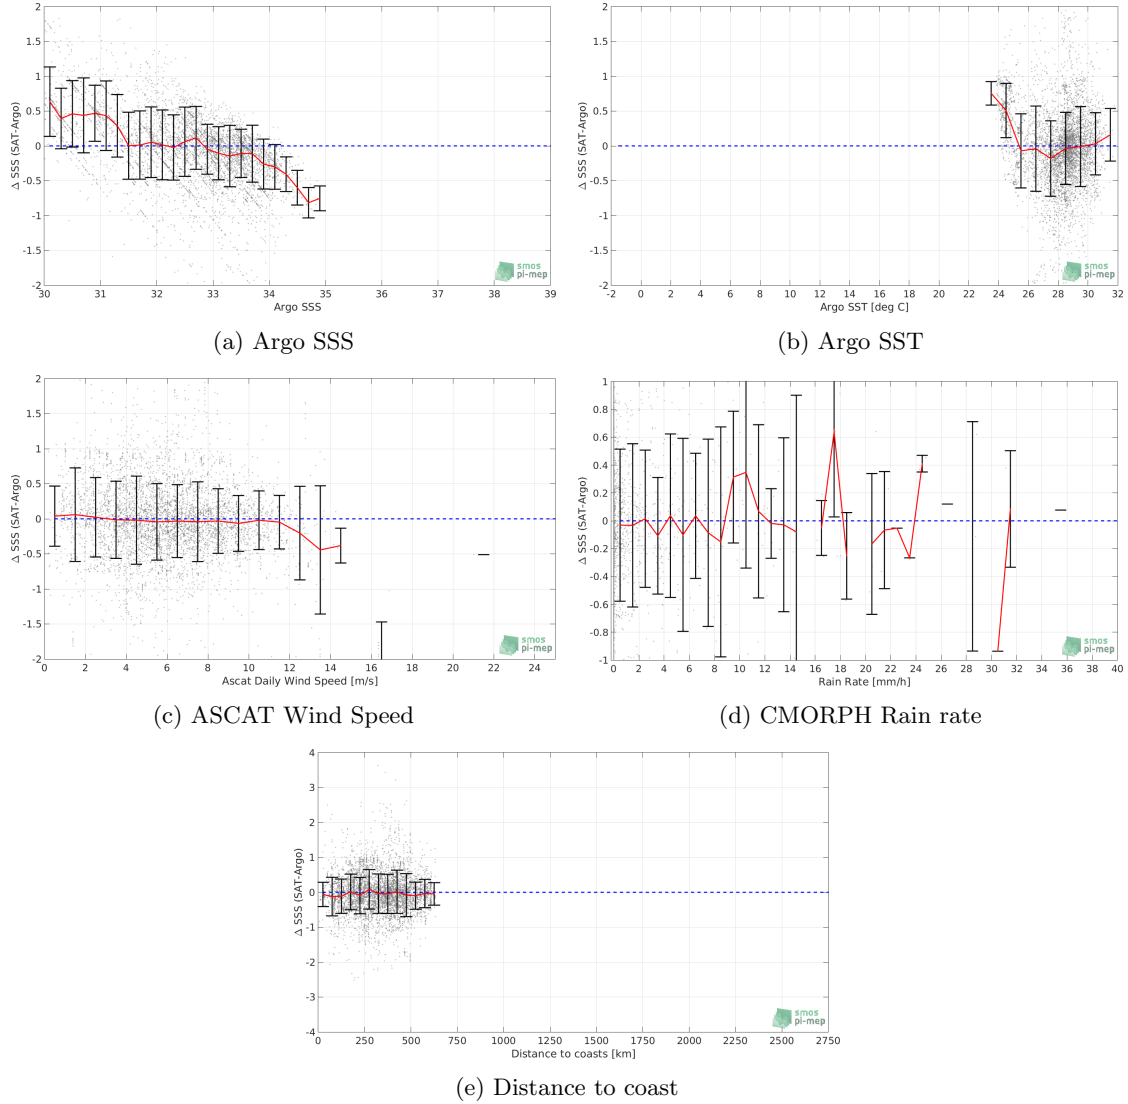 2
1.5
1
0.5
0
-0.5
-1
-1.5
-2
Δ SSS (SAT-Argo)
30 31 32 33 34 35 36 37 38 39
Argo SSS
smos
pi-mep
(a) Argo SSS
2
1.5
1
0.5
0
-0.5
-1
-1.5
-2
Δ SSS (SAT-Argo)
-2 0 2 4 6 8 10 12 14 16 18 20 22 24 26 28 30 32
Argo SST [deg C]
smos
pi-mep
(b) Argo SST
2
1.5
1
0.5
0
-0.5
-1
-1.5
-2
Δ SSS (SAT-Argo)
0 2 4 6 8 10 12 14 16 18 20 22 24
Ascat Daily Wind Speed [m/s]
smos
pi-mep
(c) ASCAT Wind Speed
1
0.8
0.6
0.4
0.2
0
-0.2
-0.4
-0.6
-0.8
-1
Δ SSS (SAT-Argo)
0 2 4 6 8 10 12 14 16 18 20 22 24 26 28 30 32 34 36 38 40
Rain Rate [mm/h]
smos
pi-mep
(d) CMORPH Rain rate
4
3
2
1
0
-1
-2
-3
-4
Δ SSS (SAT-Argo)
0 250 500 750 1000 1250 1500 1750 2000 2250 2500 2750
Distance to coasts [km]
smos
pi-mep
(e) Distance to coast